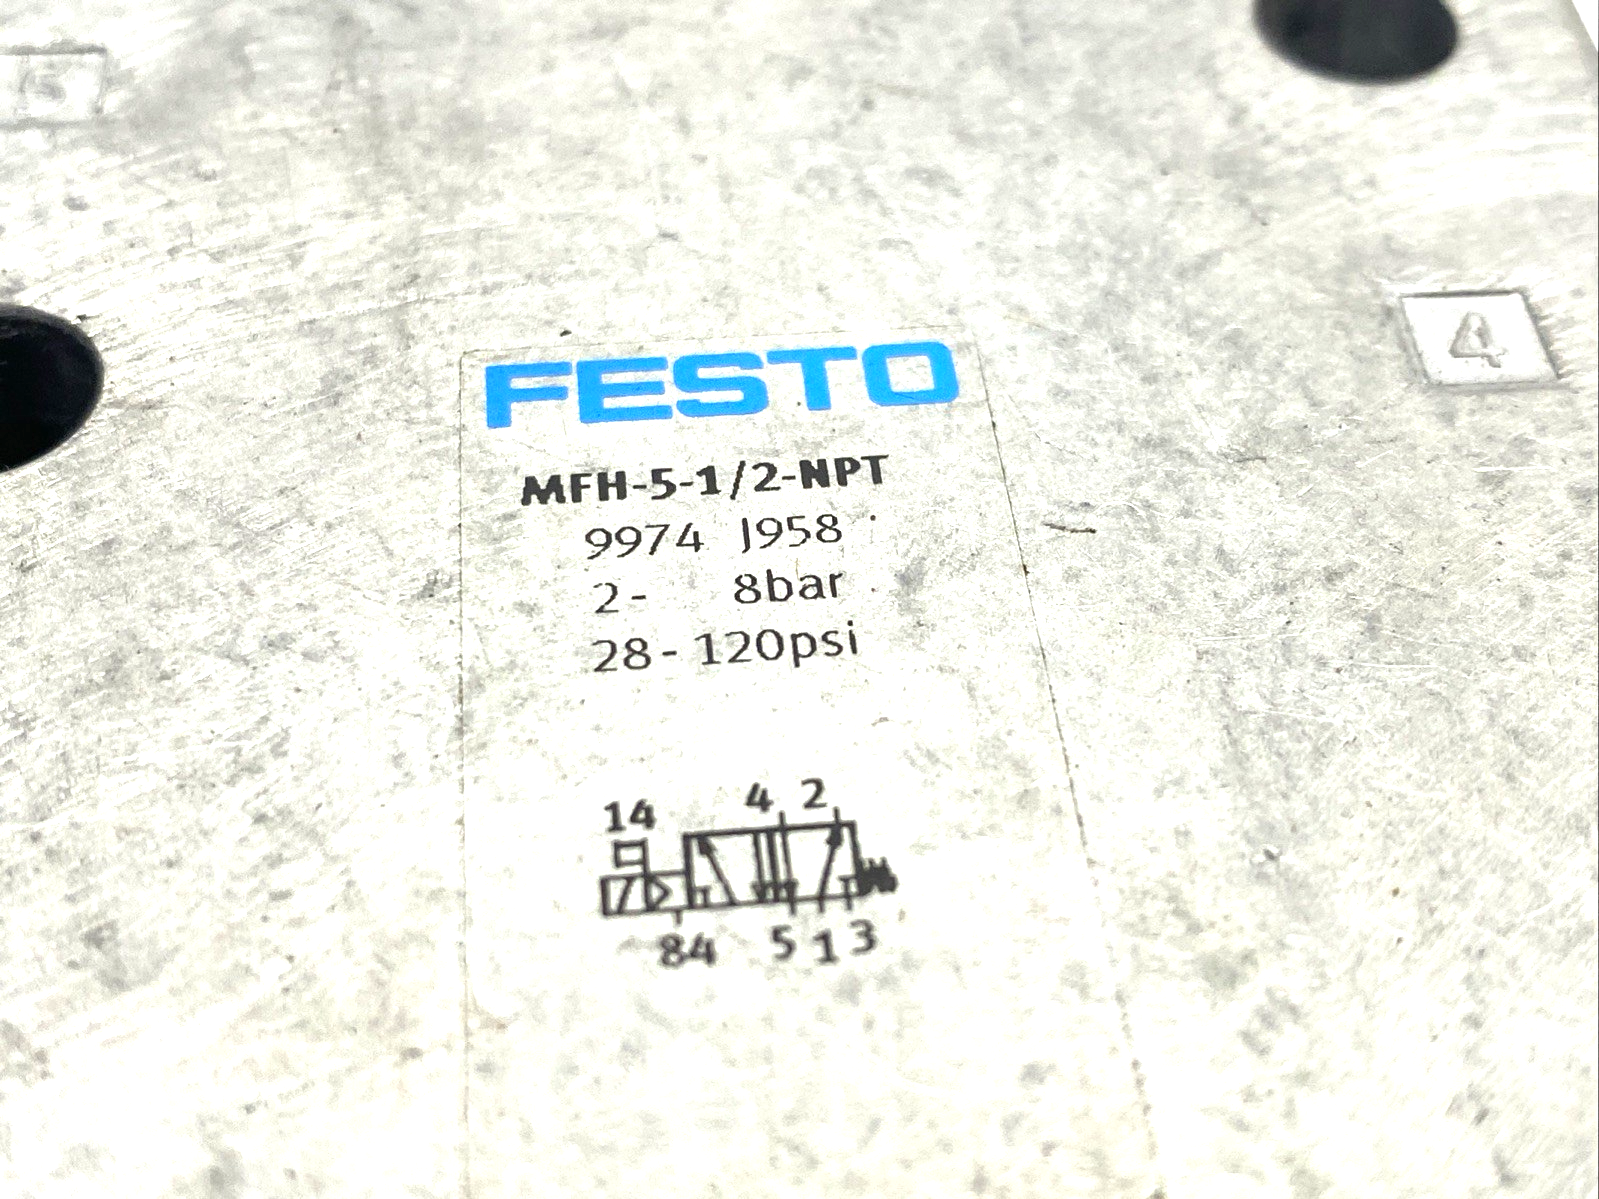 5
4
FESTO
MFH-5-1/2-NPT
9974 J958
2- 8bar
28-120psi
14 4 2
84 5 1 3